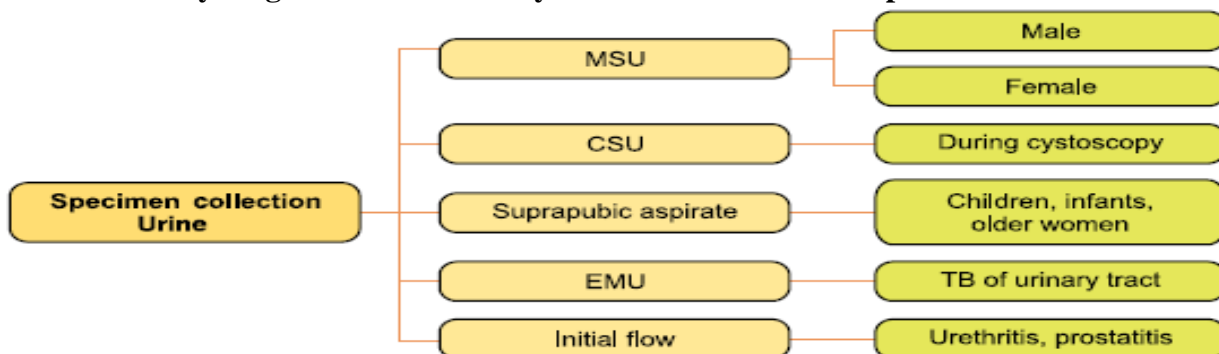 MSU
Male
Female
CSU
During cystoscopy
Specimen collection
Urine
Suprapubic aspirate
Children, infants,
older women
EMU
TB of urinary tract
Initial flow
Urethritis, prostatitis